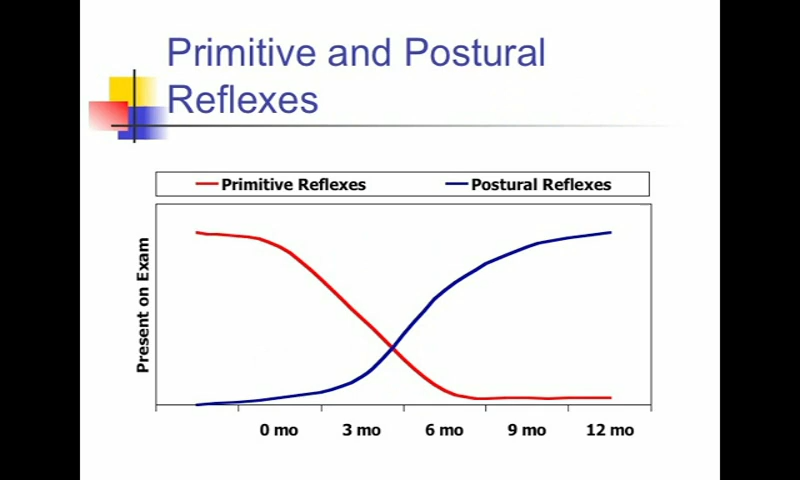 Primitive and Postural
Reflexes
Primitive Reflexes Postural Reflexes
Present on Exam
0 mo 3 mo 6 mo 9 mo 12 mo